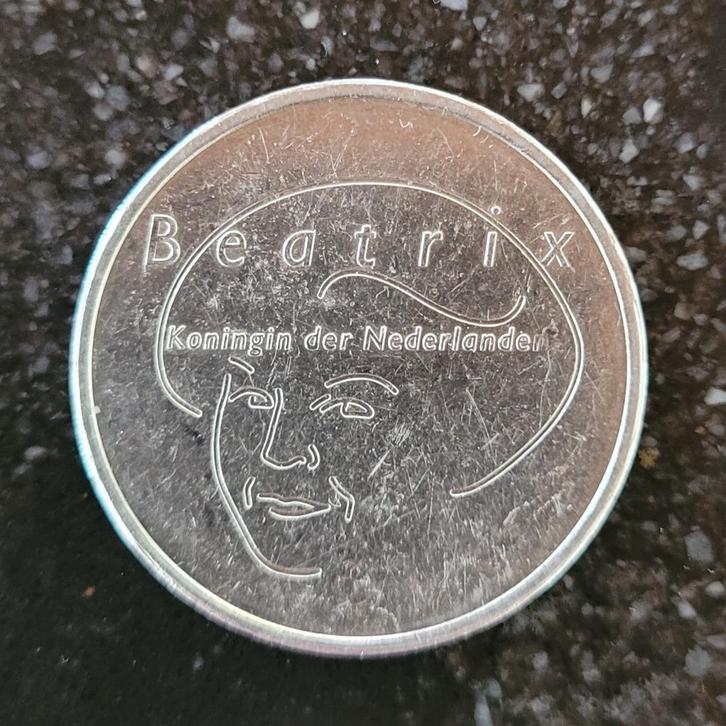 Beatrix
Koningin der Nederlanden